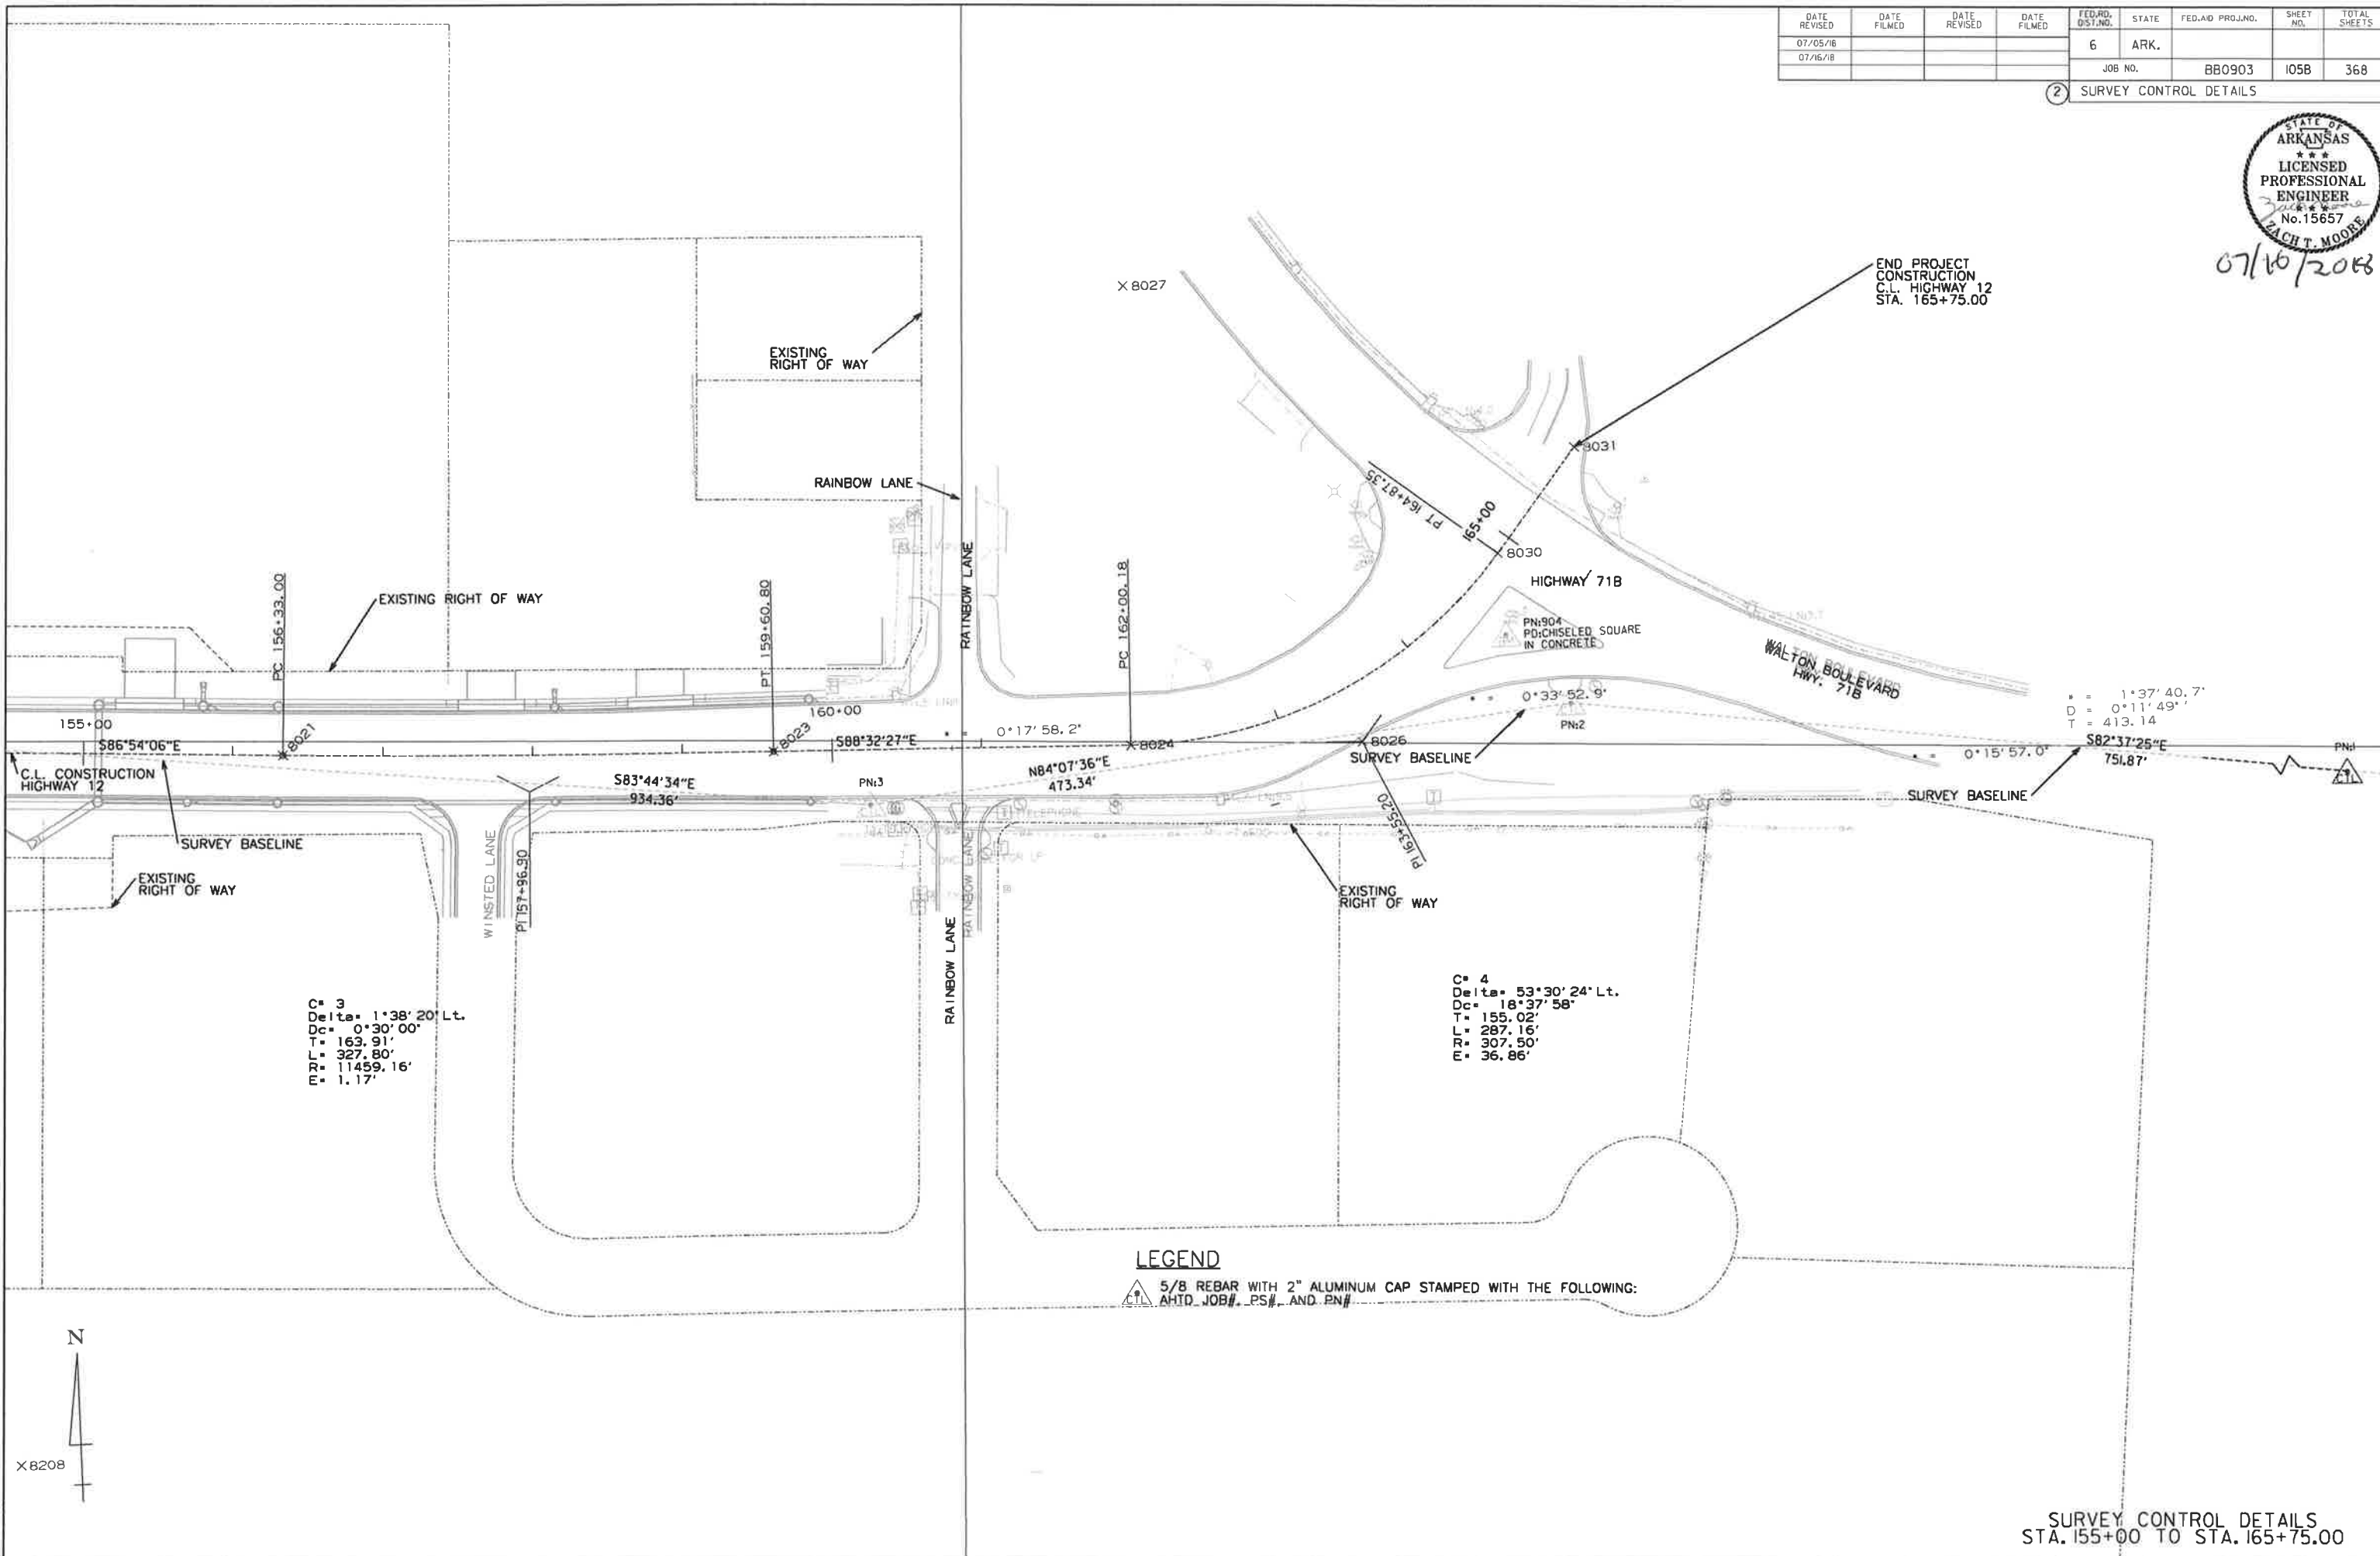 DATE REVISED
DATE FILMED
DATE REVISED
DATE FILMED
FED.RD. DIST.NO.
STATE
FED.AID PROJ.NO.
SHEET NO.
TOTAL SHEETS
07/05/18
6
ARK.
07/16/18
JOB NO.
BB0903
105B
368
2
SURVEY CONTROL DETAILS
STATE OF
ARKANSAS
LICENSED
PROFESSIONAL
ENGINEER
No.15657
ZACH T. MOORE
07/16/2018
END PROJECT
CONSTRUCTION
C.L. HIGHWAY 12
STA. 165+75.00
X 8027
EXISTING
RIGHT OF WAY
8031
RAINBOW LANE
PT 164+87.35
165+00
8030
RAINBOW LANE
HIGHWAY 71B
PC 156+33.00
EXISTING RIGHT OF WAY
PT 159+60.80
PC 162+00.18
PN:904
PD:CHISELED SQUARE
IN CONCRETE
WALTON BOULEVARD
WALTON BOULEVARD
HWY. 71B
0°33'52.9"
PN:2
= 1°37'40.7"
D = 0°11'49"
T = 413.14
155+00
160+00
S86°54'06"E
8021
8023
S88°32'27"E
0°17'58.2"
8024
8026
SURVEY BASELINE
0°15'57.0"
S82°37'25"E
751.87'
PN:1
CTL
C.L. CONSTRUCTION
HIGHWAY 12
S83°44'34"E
934.36'
PN:3
N84°07'36"E
473.34'
SURVEY BASELINE
TELEPHONE
PI 163+55.20
SURVEY BASELINE
EXISTING
RIGHT OF WAY
WINSTED LANE
PI 157+96.90
RAINBOW LANE
RAINBOW LANE
EXISTING
RIGHT OF WAY
C= 3
Delta= 1°38'20" Lt.
Dc= 0°30'00"
T= 163.91'
L= 327.80'
R= 11459.16'
E= 1.17'
C= 4
Delta= 53°30'24" Lt.
Dc= 18°37'58"
T= 155.02'
L= 287.16'
R= 307.50'
E= 36.86'
LEGEND
CTL
5/8 REBAR WITH 2" ALUMINUM CAP STAMPED WITH THE FOLLOWING:
AHTD JOB#, PS#, AND PN#
N
X 8208
SURVEY CONTROL DETAILS
STA. 155+00 TO STA. 165+75.00